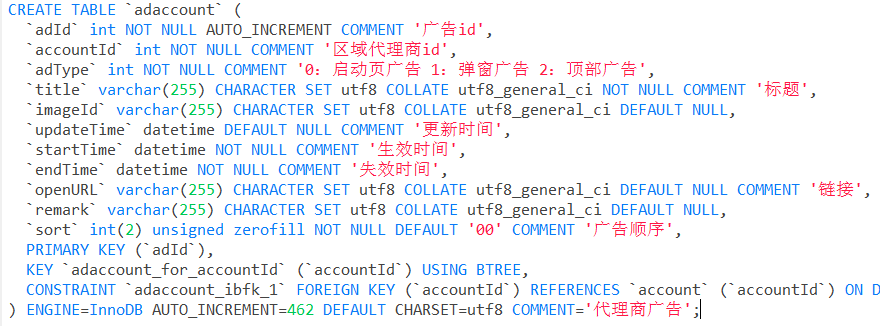 CREATE TABLE `adaccount` (
  `adId` int NOT NULL AUTO_INCREMENT COMMENT '广告id',
  `accountId` int NOT NULL COMMENT '区域代理商id',
  `adType` int NOT NULL COMMENT '0：启动页广告 1：弹窗广告 2：顶部广告',
  `title` varchar(255) CHARACTER SET utf8 COLLATE utf8_general_ci NOT NULL COMMENT '标题',
  `imageId` varchar(255) CHARACTER SET utf8 COLLATE utf8_general_ci DEFAULT NULL,
  `updateTime` datetime DEFAULT NULL COMMENT '更新时间',
  `startTime` datetime NOT NULL COMMENT '生效时间',
  `endTime` datetime NOT NULL COMMENT '失效时间',
  `openURL` varchar(255) CHARACTER SET utf8 COLLATE utf8_general_ci DEFAULT NULL COMMENT '链接',
  `remark` varchar(255) CHARACTER SET utf8 COLLATE utf8_general_ci DEFAULT NULL,
  `sort` int(2) unsigned zerofill NOT NULL DEFAULT '00' COMMENT '广告顺序',
  PRIMARY KEY (`adId`),
  KEY `adaccount_for_accountId` (`accountId`) USING BTREE,
  CONSTRAINT `adaccount_ibfk_1` FOREIGN KEY (`accountId`) REFERENCES `account` (`accountId`) ON D
) ENGINE=InnoDB AUTO_INCREMENT=462 DEFAULT CHARSET=utf8 COMMENT='代理商广告';